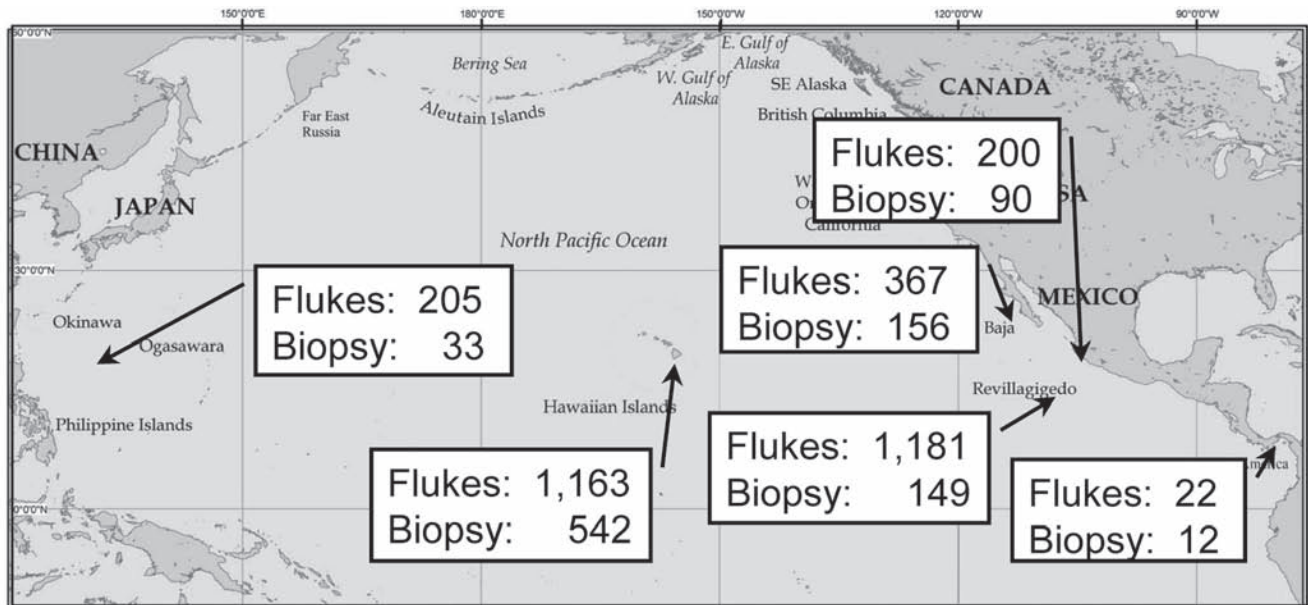 150°0'0"E
180°0'0"
150°0'0"W
120°0'0"W
90°0'0"W
Bering Sea
E. Gulf of
Alaska
W. Gulf of
Alaska
SE Alaska
CANADA
Aleutain Islands
Far East
Russia
British Columbia
CHINA
JAPAN
Flukes: 200
Biopsy: 90
California
North Pacific Ocean
30°0'0"N
Flukes: 205
Biopsy: 33
Flukes: 367
Biopsy: 156
MEXICO
Okinawa
Ogasawara
Baja
Hawaiian Islands
Revillagigedo
Philippine Islands
Flukes: 1,163
Biopsy: 542
Flukes: 1,181
Biopsy: 149
Flukes: 22
Biopsy: 12